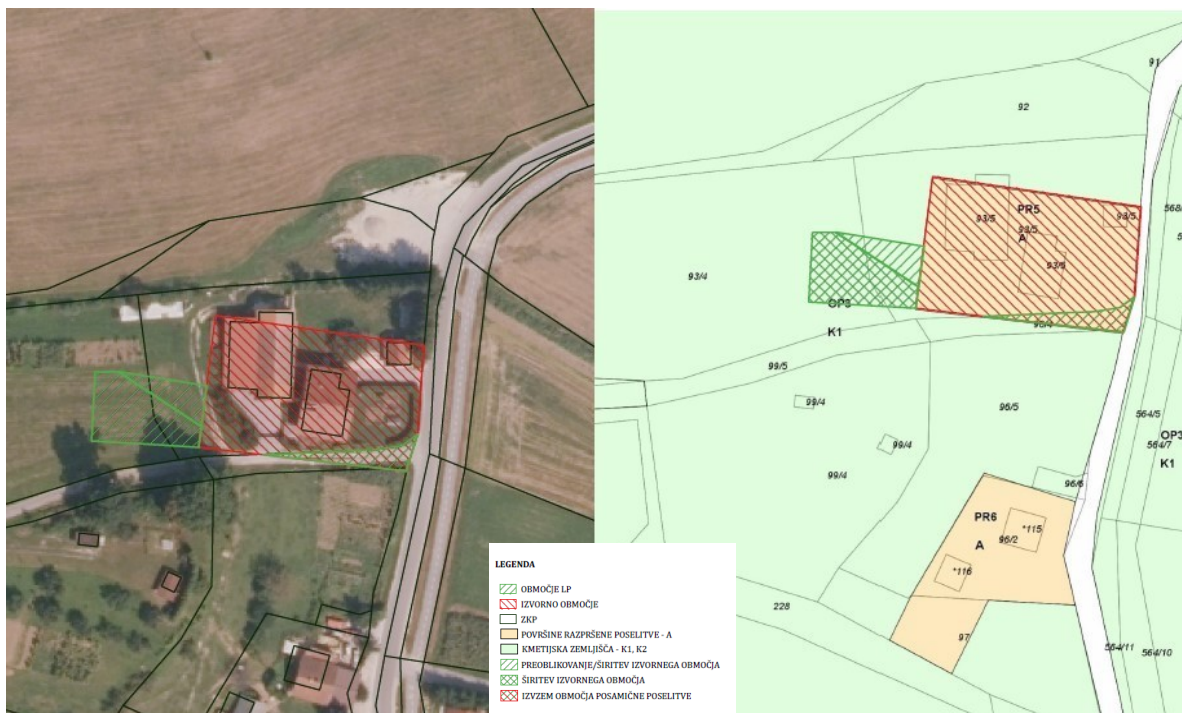 91
92
568/
93/5
PR5
93/5
93/5
A
93/5
93/4
OP3
K1
99/5
99/4
96/5
564/5
OP3
564/7
K1
99/4
99/4
96/6
PR6
*115
96/2
A
*116
228
97
564/11
564/10
LEGENDA
OBMOČJE LP
IZVORNO OBMOČJE
ZKP
POVRŠINE RAZPRŠENE POSELITVE - A
KMETIJSKA ZEMLJIŠČA - K1, K2
PREOBLIKOVANJE/ŠIRITEV IZVORNEGA OBMOČJA
ŠIRITEV IZVORNEGA OBMOČJA
IZVZEM OBMOČJA POSAMIČNE POSELITVE